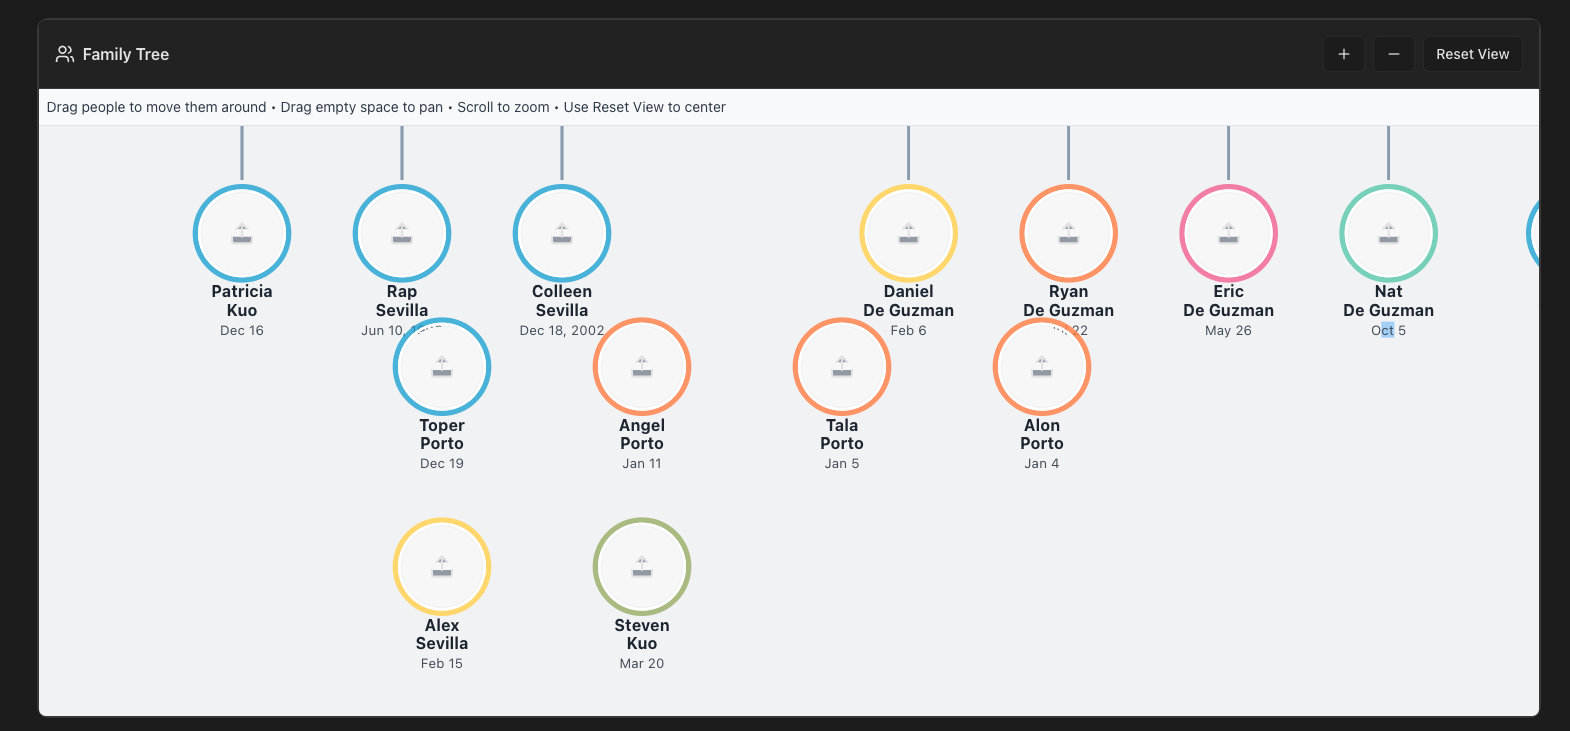 Family Tree
+
−
Reset View
Drag people to move them around • Drag empty space to pan • Scroll to zoom • Use Reset View to center
Patricia
Kuo
Dec 16
Rap
Sevilla
Jun 10,
Colleen
Sevilla
Dec 18, 2002
Daniel
De Guzman
Feb 6
Ryan
De Guzman
22
Eric
De Guzman
May 26
Nat
De Guzman
Oct 5
Toper
Porto
Dec 19
Angel
Porto
Jan 11
Tala
Porto
Jan 5
Alon
Porto
Jan 4
Alex
Sevilla
Feb 15
Steven
Kuo
Mar 20